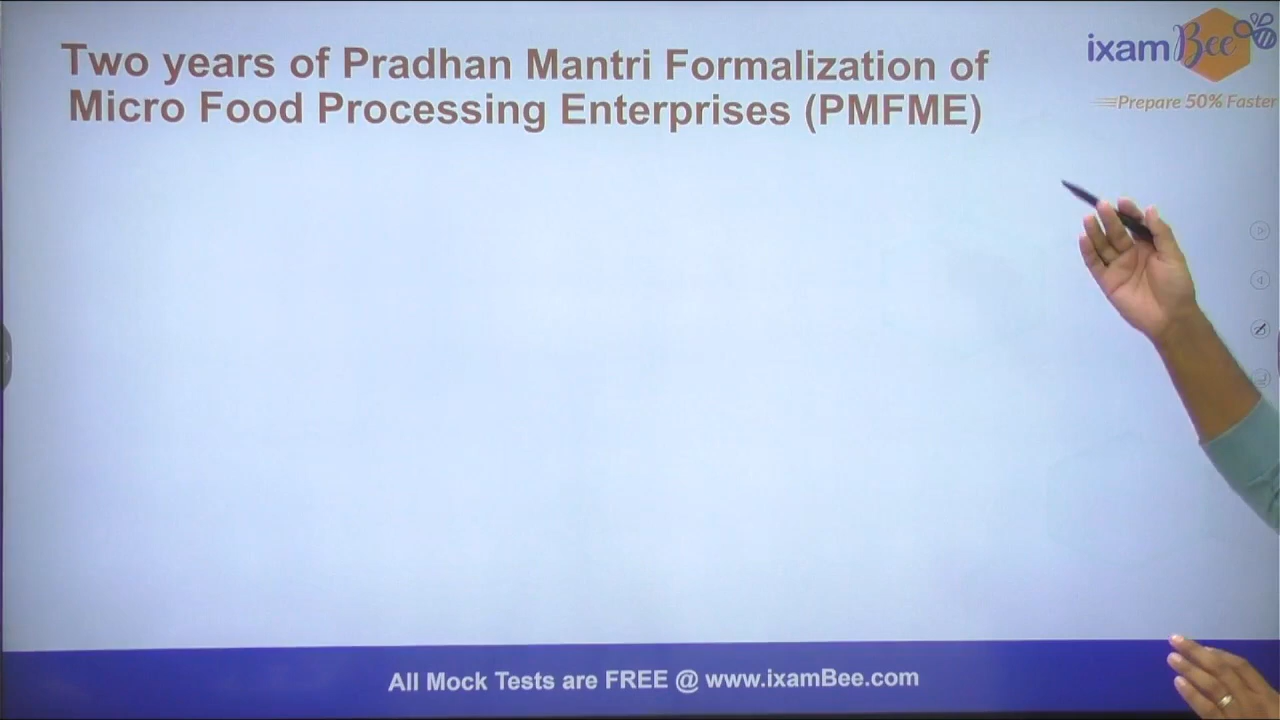 Two years of Pradhan Mantri Formalization of
Micro Food Processing Enterprises (PMFME)
ixamBee
Prepare 50% Faster
All Mock Tests are FREE @ www.ixamBee.com